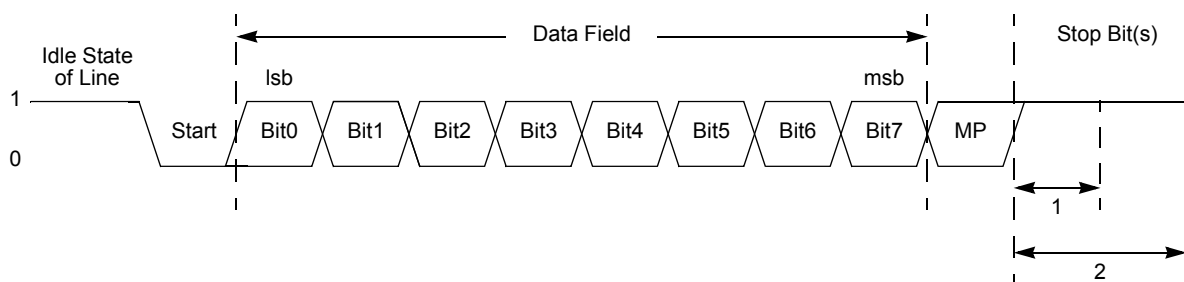 Data Field
Stop Bit(s)
Idle State
of Line
lsb
msb
1
Start
Bit0
Bit1
Bit2
Bit3
Bit4
Bit5
Bit6
Bit7
MP
0
1
2